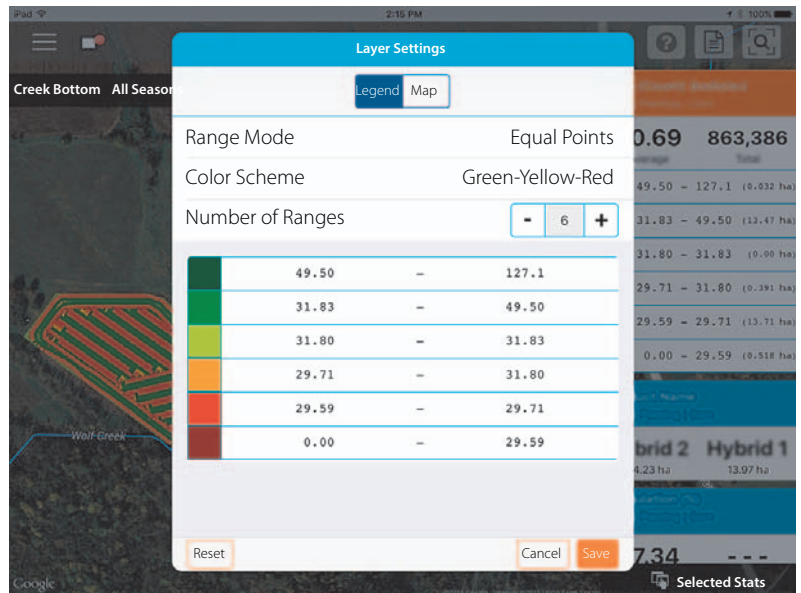 iPad 2:15 PM 100%
Layer Settings
Creek Bottom All Season
Legend Map
Range Mode Equal Points
Color Scheme Green-Yellow-Red
Number of Ranges - 6 +
49.50 – 127.1
31.83 – 49.50
31.80 – 31.83
29.71 – 31.80
29.59 – 29.71
0.00 – 29.59
Reset Cancel Save
0.69 863,386
Total
49.50 – 127.1 (0.032 ha)
31.83 – 49.50 (13.47 ha)
31.80 – 31.83 (0.00 ha)
29.71 – 31.80 (0.391 ha)
29.59 – 29.71 (13.71 ha)
0.00 – 29.59 (0.518 ha)
brid 2 Hybrid 1
4.23 ha 13.97 ha
7.34 - - -
Selected Stats
Wolf Creek
Google